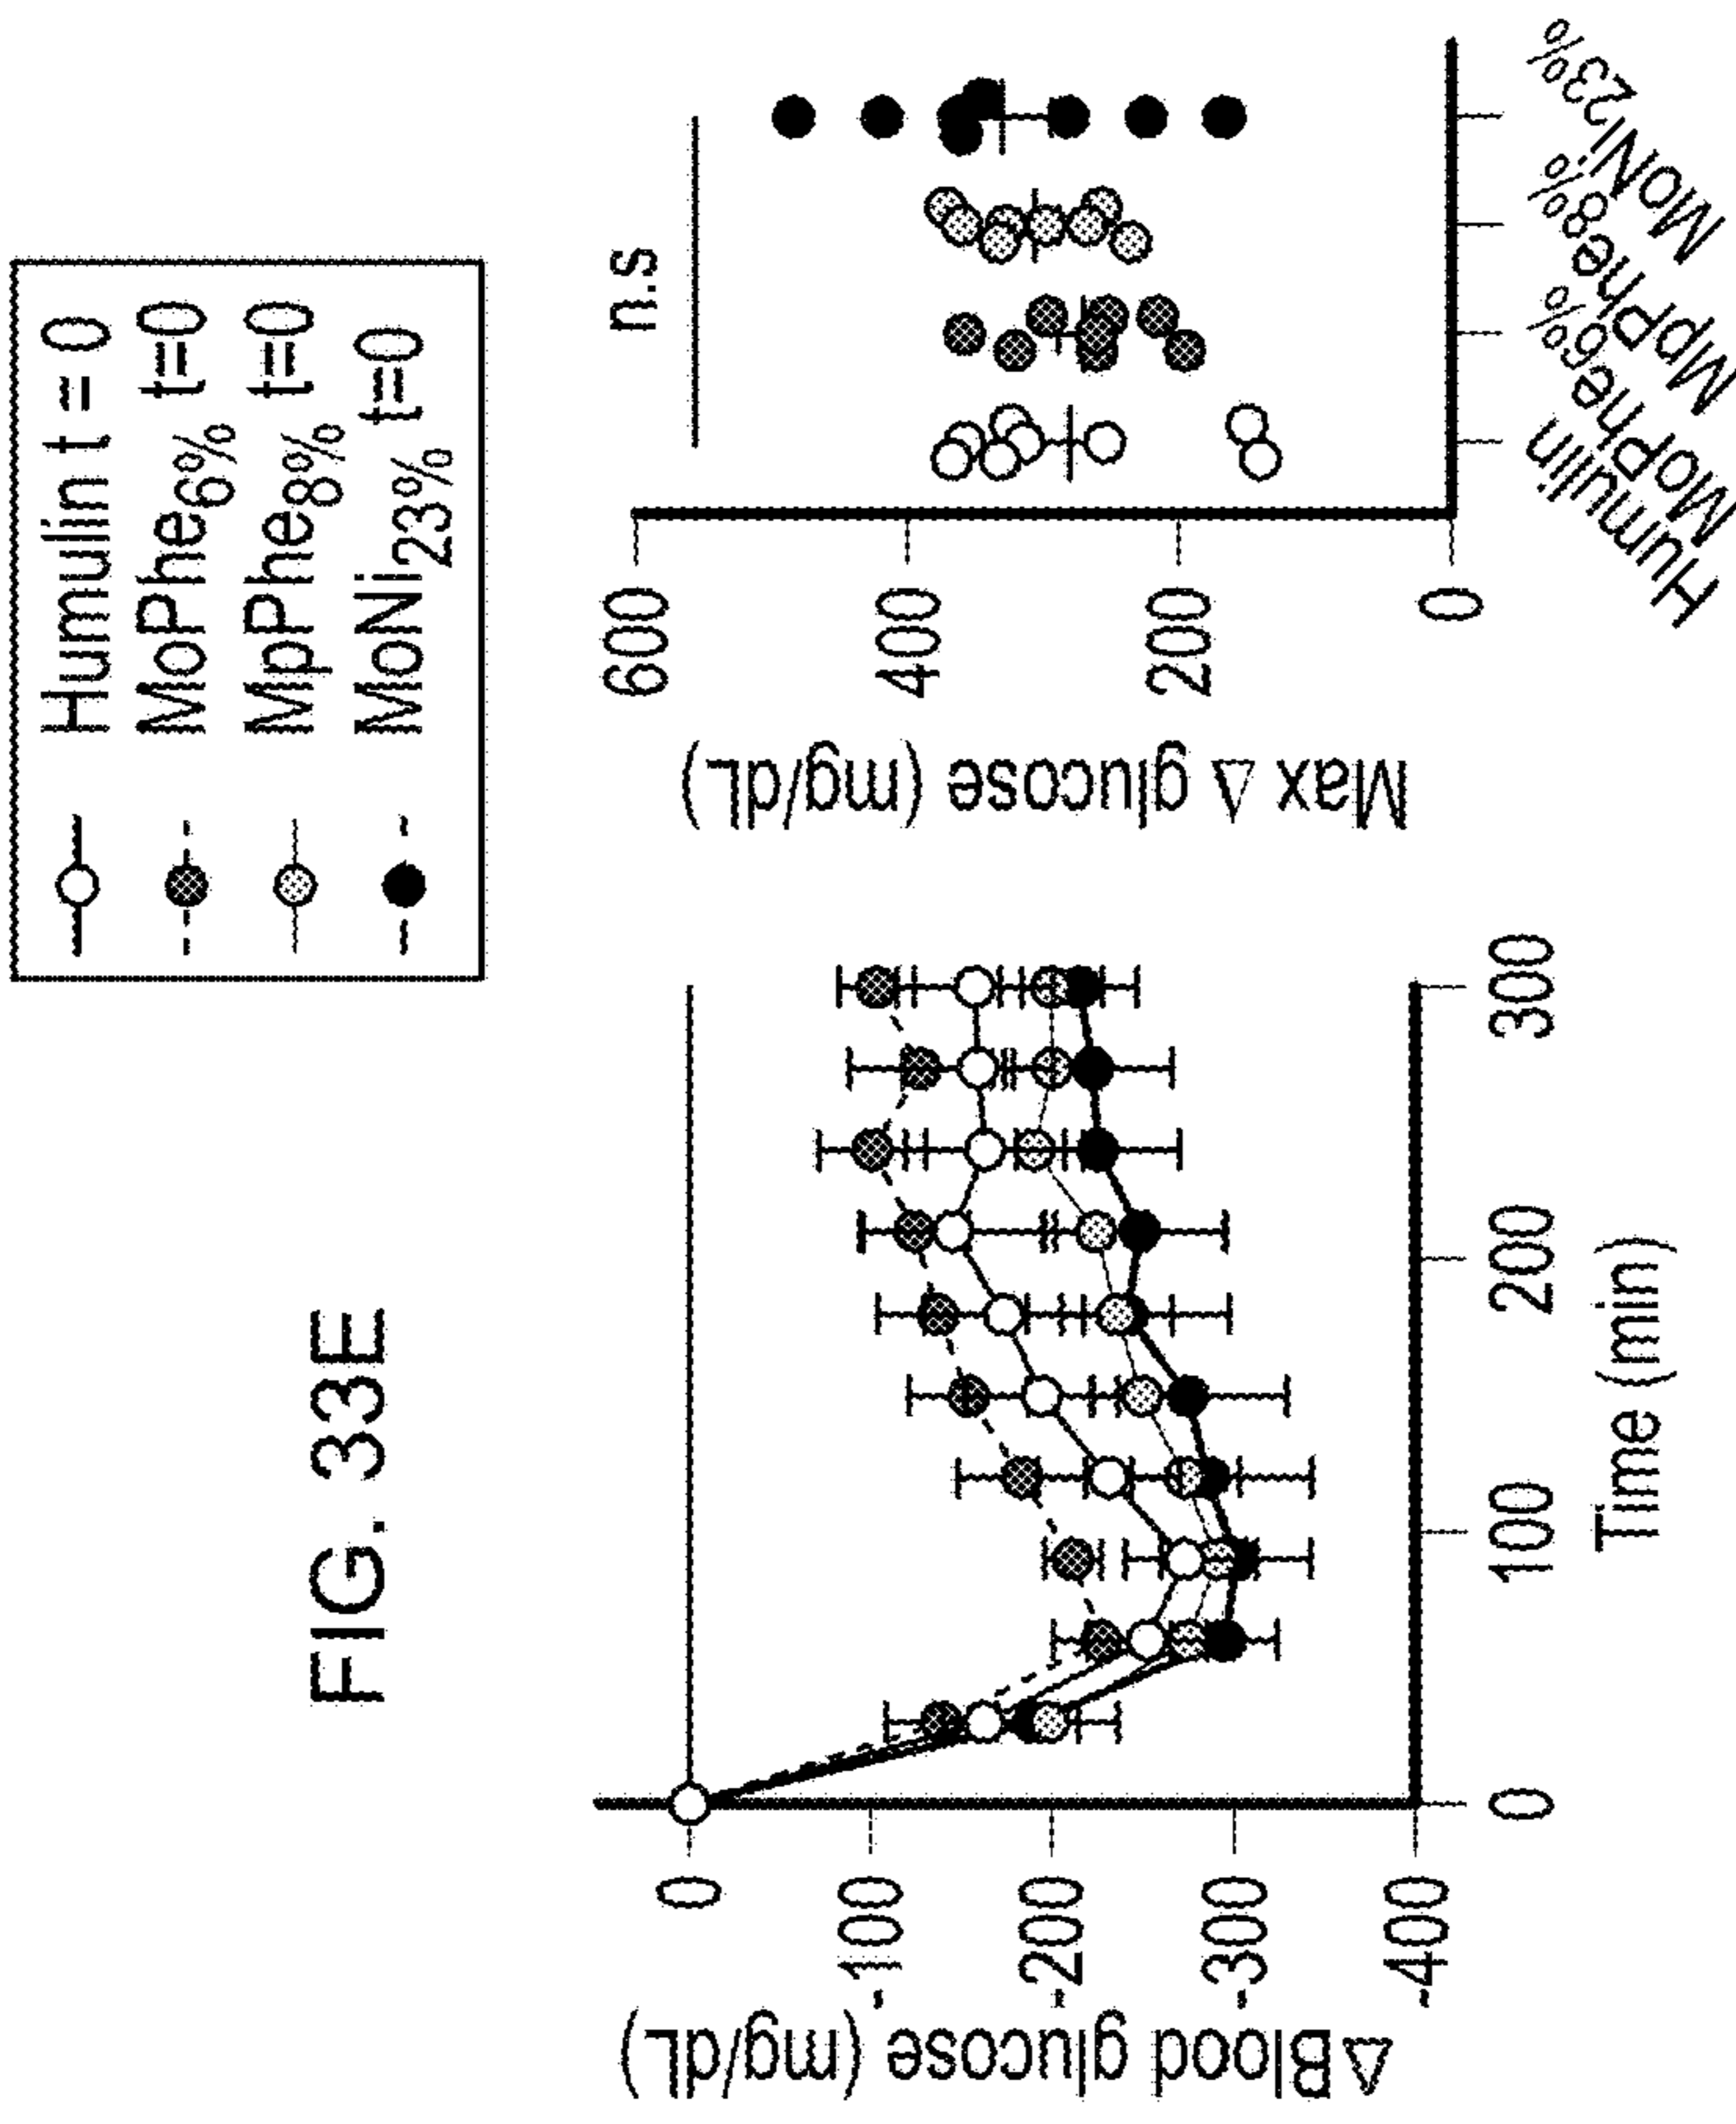 FIG. 33E
Humulin t = 0
MoPhe6% t=0
MpPhe8% t=0
MoNi23% t=0
ΔBlood glucose (mg/dL)
0
-100
-200
-300
-400
0
100
200
300
Time (min)
Max Δ glucose (mg/dL)
600
400
200
0
n.s
Humulin
MoPhe6%
MpPhe8%
MoNi23%